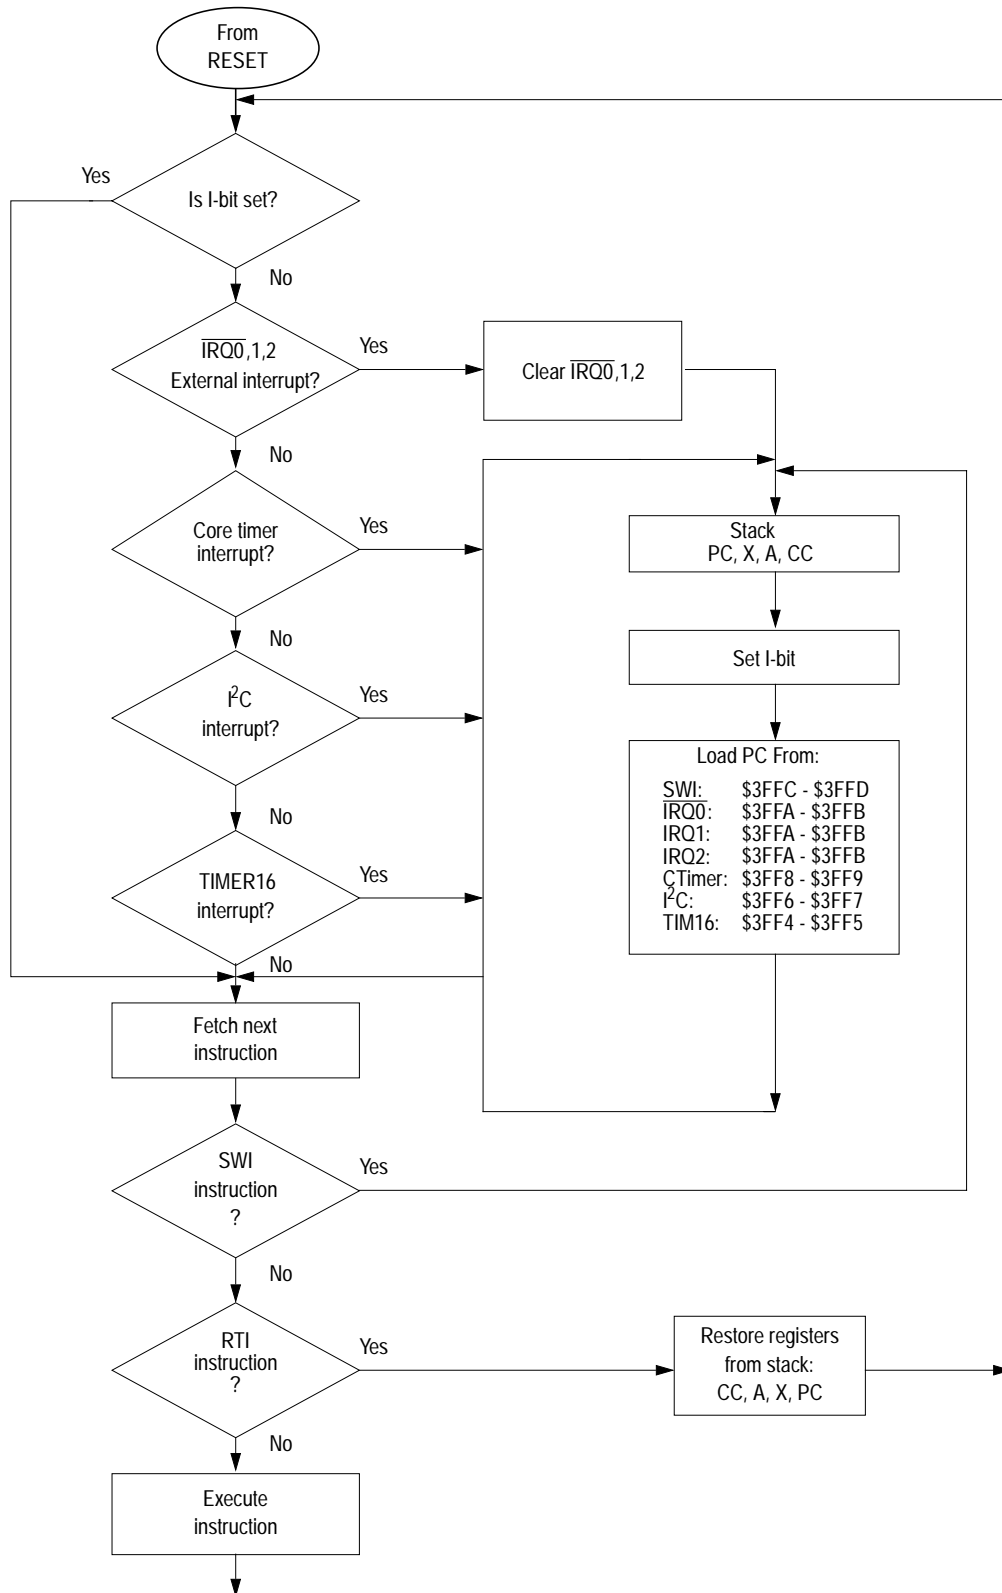 From
RESET
Yes
Is I-bit set?
No
IRQ0,1,2
External interrupt?
Yes
Clear IRQ0,1,2
No
Core timer
interrupt?
Yes
Stack
PC, X, A, CC
No
Set I-bit
I²C
interrupt?
Yes
Load PC From:
SWI: $3FFC - $3FFD
IRQ0: $3FFA - $3FFB
IRQ1: $3FFA - $3FFB
IRQ2: $3FFA - $3FFB
CTimer: $3FF8 - $3FF9
I²C: $3FF6 - $3FF7
TIM16: $3FF4 - $3FF5
No
TIMER16
interrupt?
Yes
No
Fetch next
instruction
SWI
instruction
?
Yes
No
RTI
instruction
?
Yes
Restore registers
from stack:
CC, A, X, PC
No
Execute
instruction